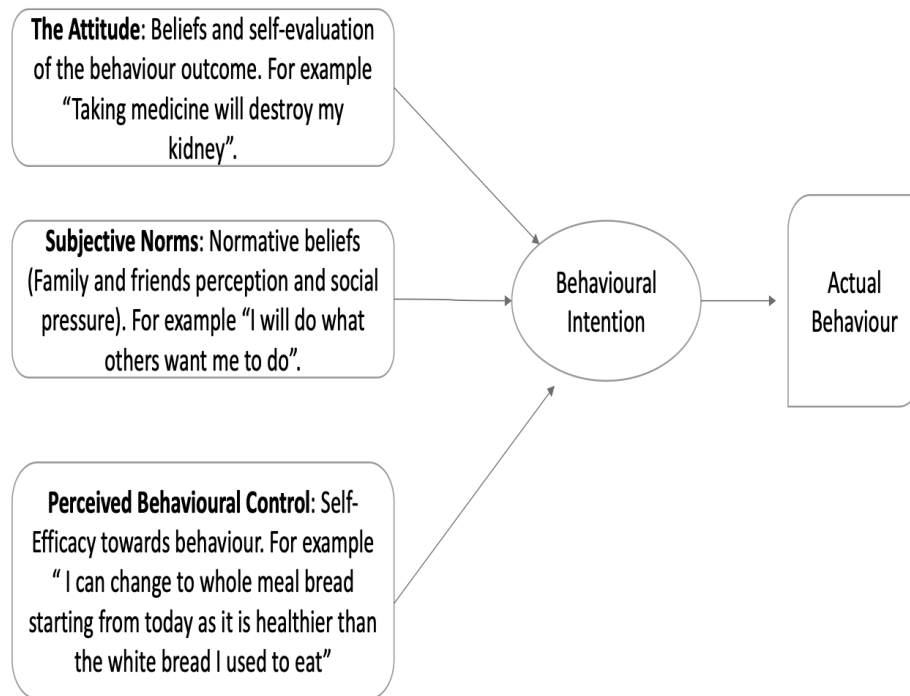 The Attitude: Beliefs and self-evaluation
of the behaviour outcome. For example
“Taking medicine will destroy my
kidney”.
Subjective Norms: Normative beliefs
(Family and friends perception and social
pressure). For example “I will do what
others want me to do”.
Perceived Behavioural Control: Self-
Efficacy towards behaviour. For example
“ I can change to whole meal bread
starting from today as it is healthier than
the white bread I used to eat”
Behavioural
Intention
Actual
Behaviour